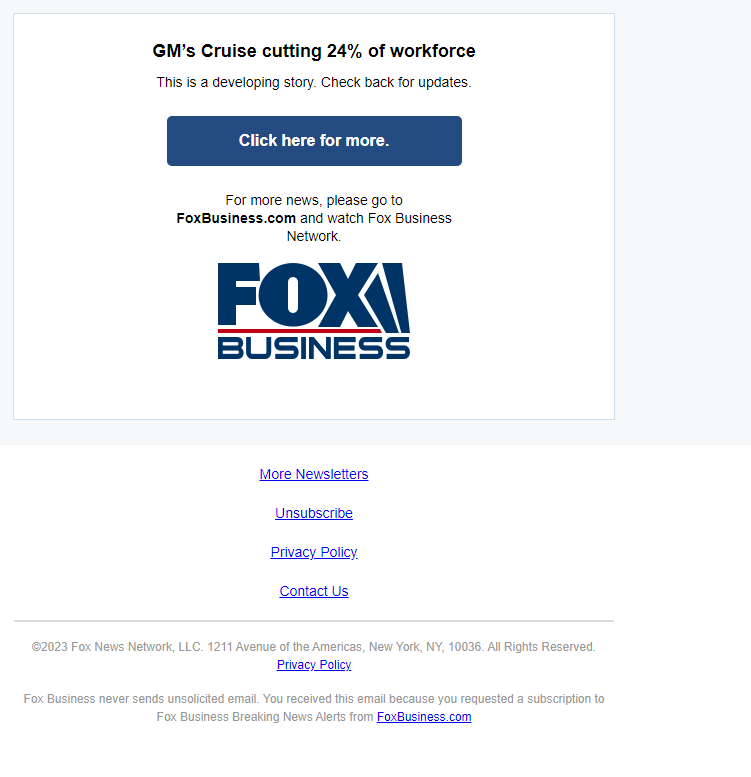 GM’s Cruise cutting 24% of workforce
This is a developing story. Check back for updates.
Click here for more.
For more news, please go to
FoxBusiness.com and watch Fox Business
Network.
FOX
BUSINESS
More Newsletters
Unsubscribe
Privacy Policy
Contact Us
©2023 Fox News Network, LLC. 1211 Avenue of the Americas, New York, NY, 10036. All Rights Reserved.
Privacy Policy
Fox Business never sends unsolicited email. You received this email because you requested a subscription to
Fox Business Breaking News Alerts from FoxBusiness.com